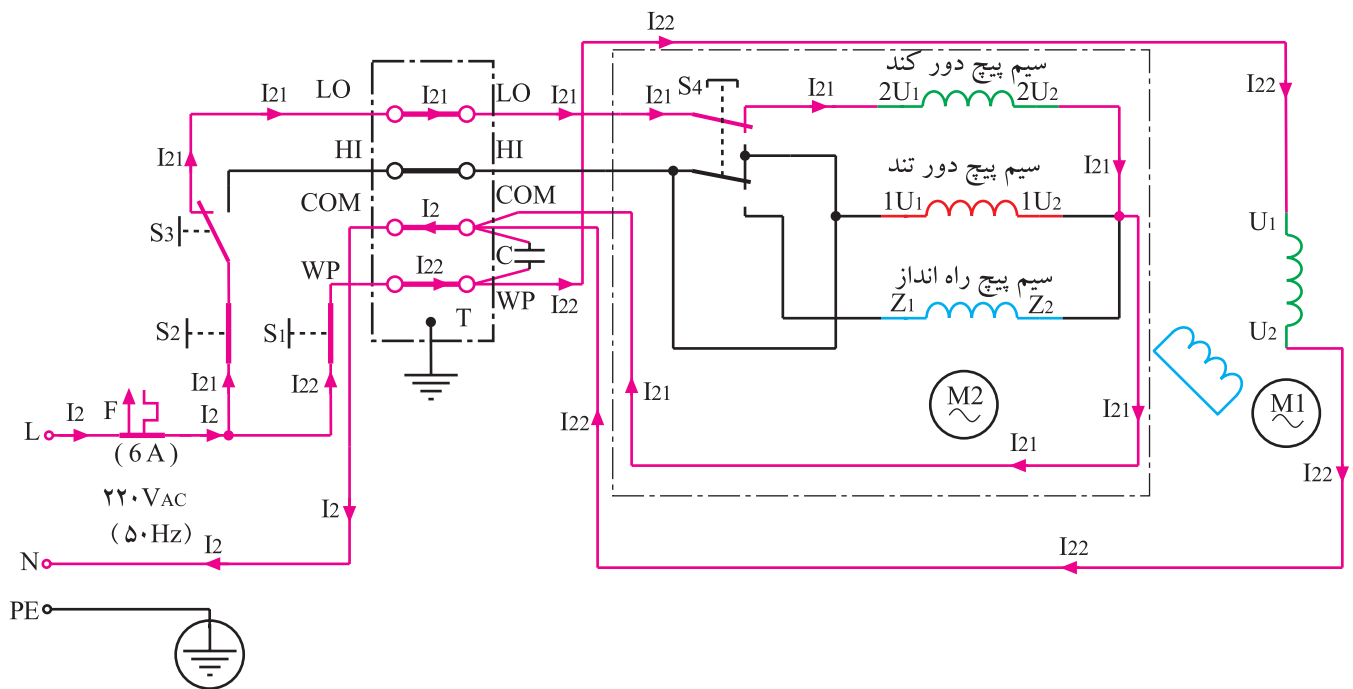 I22
سیم پیچ دور کند
S4
I21
2U1
2U2
I22
I21
LO
I21
LO
I21
I21
I21
HI
HI
سیم پیچ دور تند
I21
COM
COM
1U1
1U2
I2
S3
U1
C
WP
I22
WP
I22
سیم پیچ راه انداز
Z1
Z2
U2
T
S2
S1
I21
I22
I21
M2
M1
I22
I21
L
I2
F
I2
(6A)
I21
I22
۲۲۰VAC
(۵۰Hz)
I2
I2
I22
N
PE